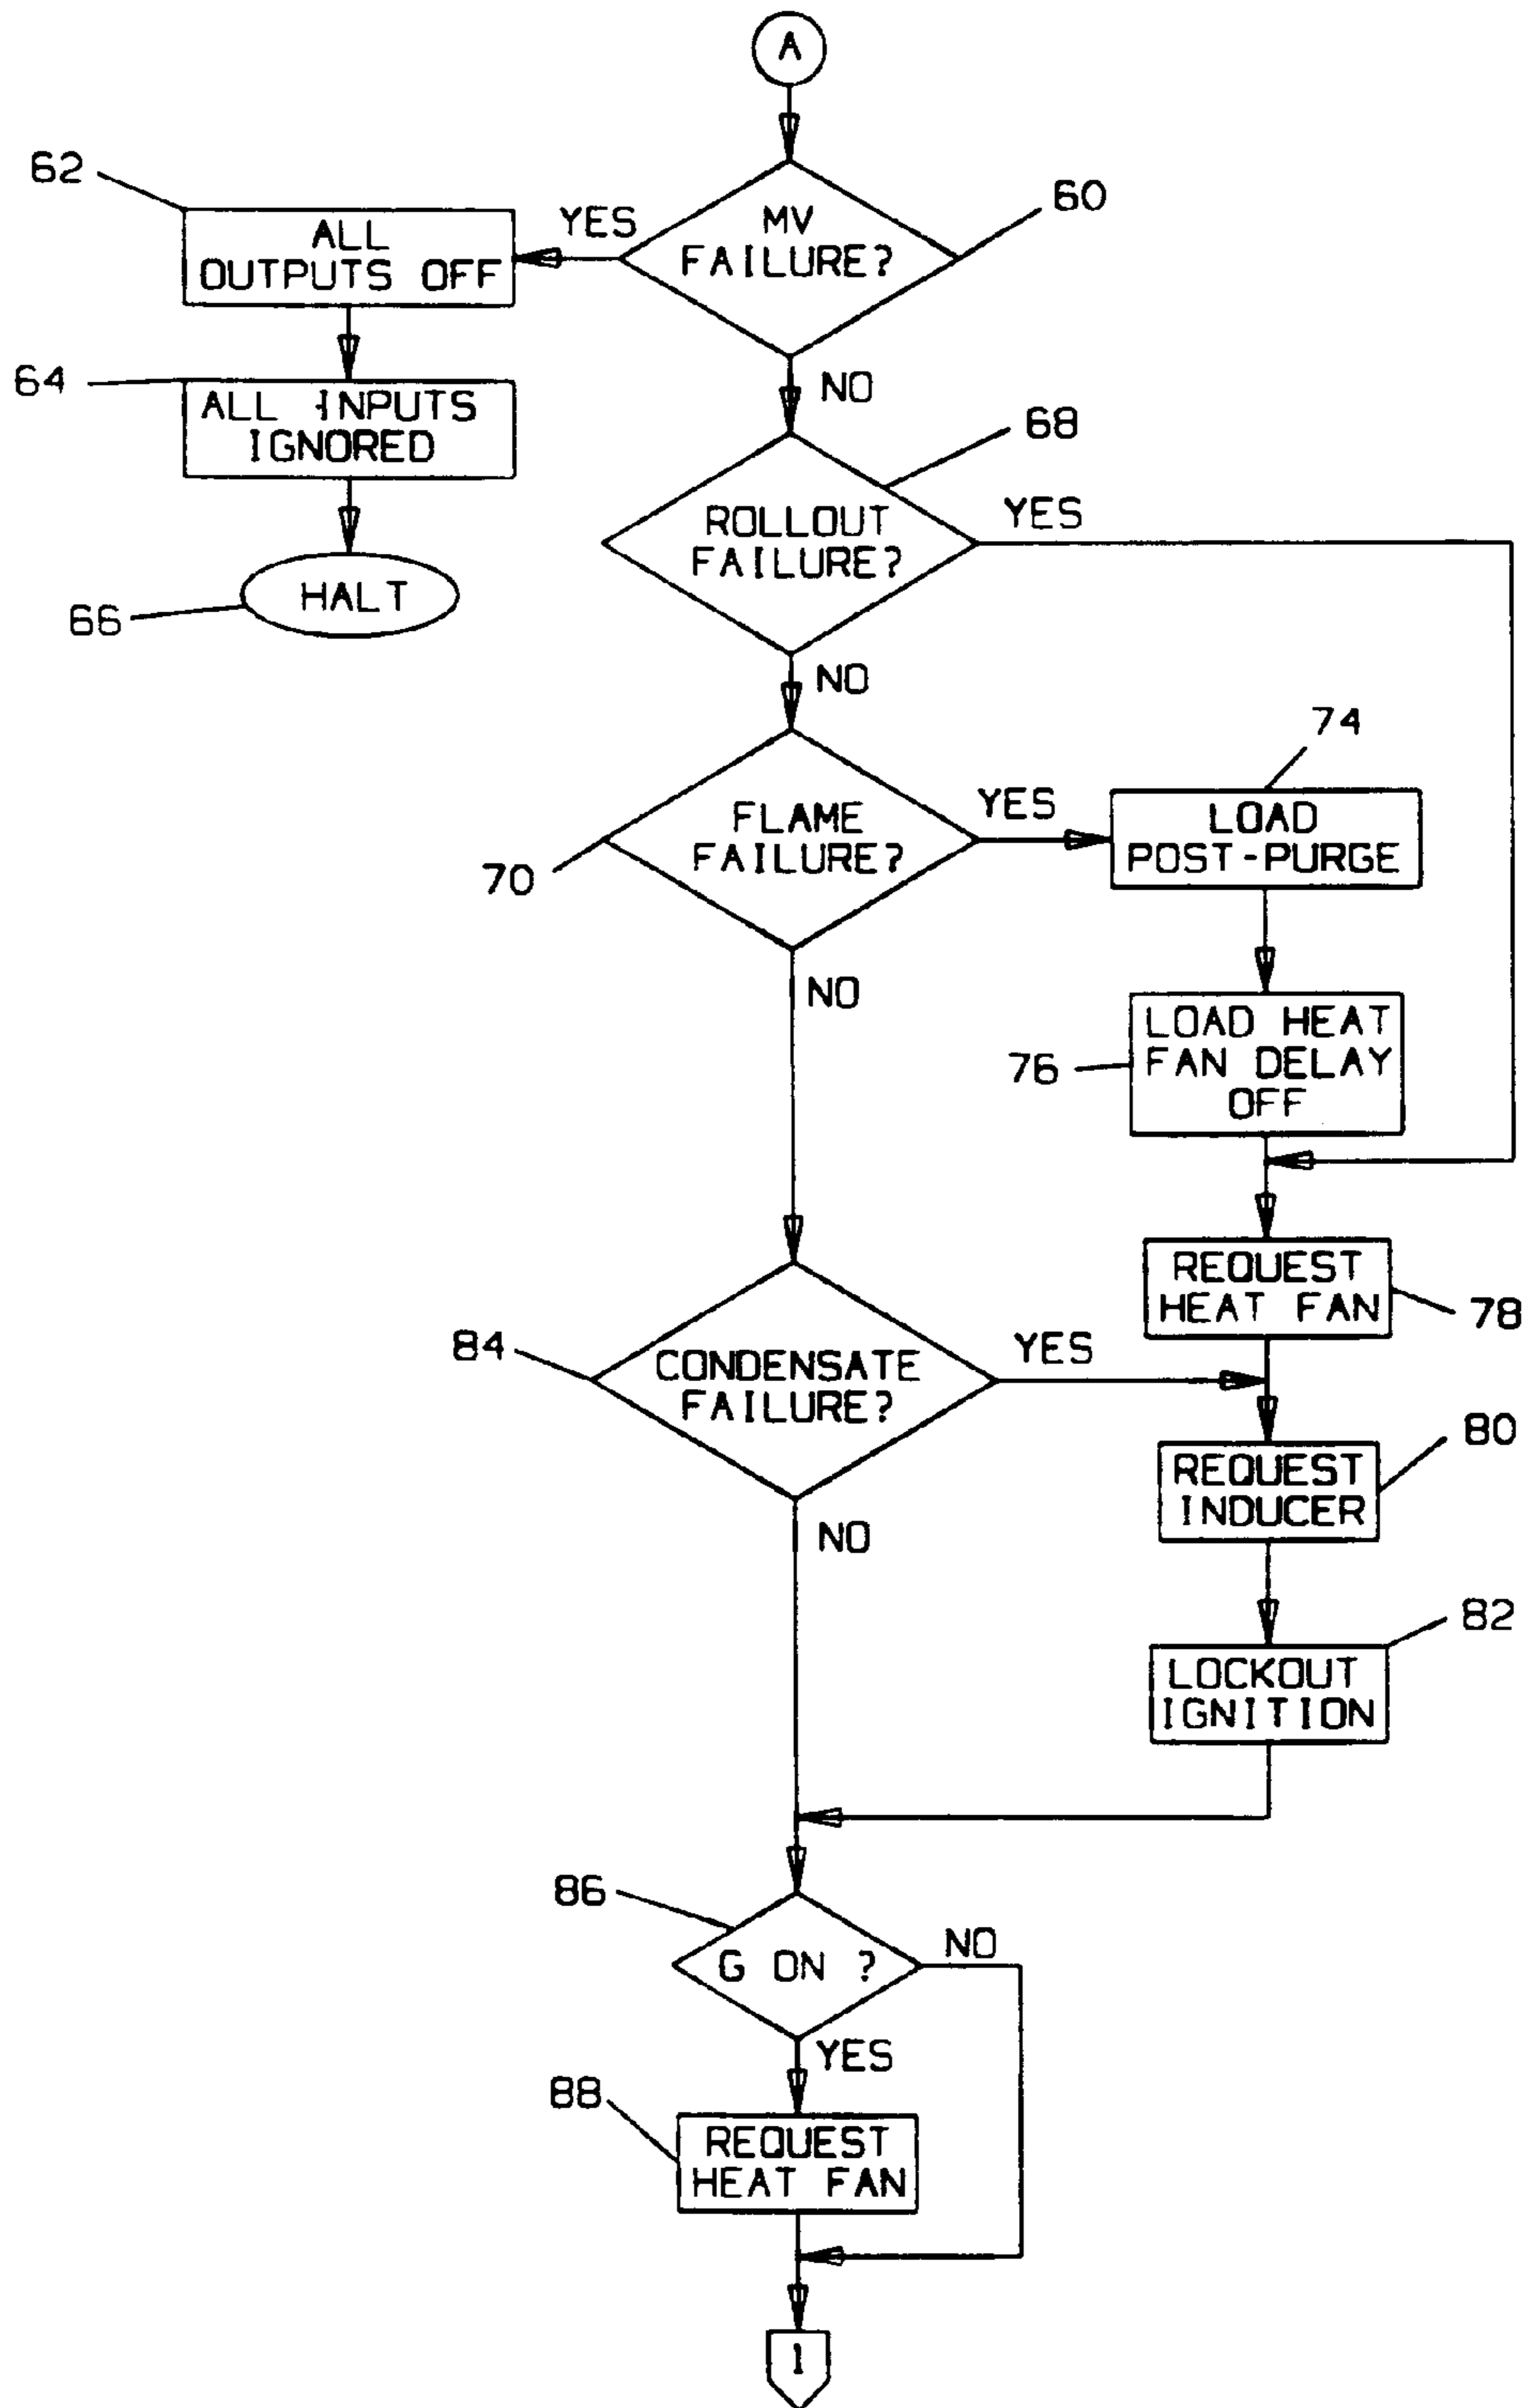 A
62
ALL
OUTPUTS OFF
YES
MV
FAILURE?
60
NO
64
ALL INPUTS
IGNORED
68
ROLLOUT
FAILURE?
YES
66
HALT
NO
74
70
FLAME
FAILURE?
YES
LOAD
POST-PURGE
NO
76
LOAD HEAT
FAN DELAY
OFF
REQUEST
HEAT FAN
78
84
CONDENSATE
FAILURE?
YES
80
REQUEST
INDUCER
NO
82
LOCKOUT
IGNITION
86
G ON ?
NO
YES
88
REQUEST
HEAT FAN
1